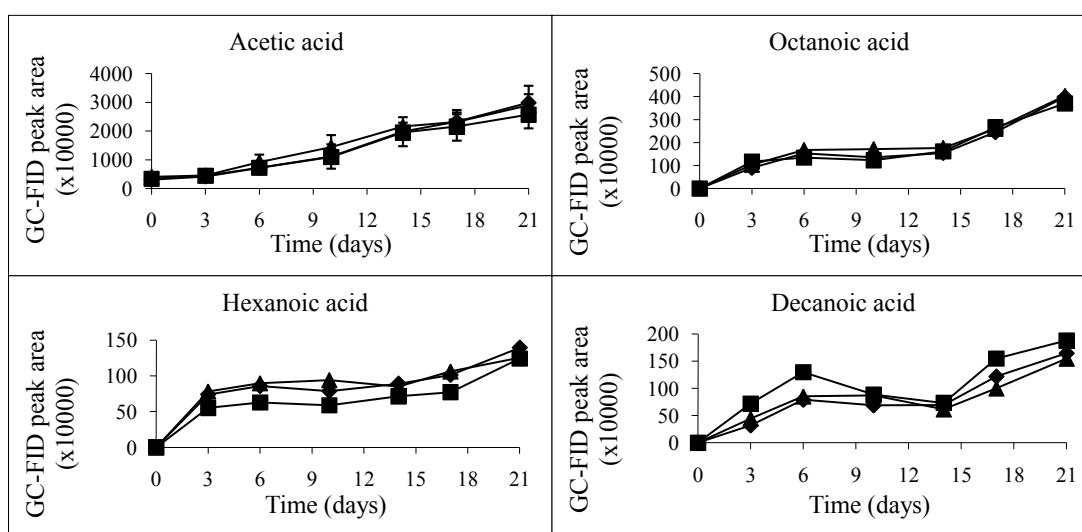 Acetic acid
GC-FID peak area
(x10000)
4000
3000
2000
1000
0
0 3 6 9 12 15 18 21
Time (days)
Octanoic acid
GC-FID peak area
(x10000)
500
400
300
200
100
0
0 3 6 9 12 15 18 21
Time (days)
Hexanoic acid
GC-FID peak area
(x10000)
150
100
50
0
0 3 6 9 12 15 18 21
Time (days)
Decanoic acid
GC-FID peak area
(x10000)
200
150
100
50
0
0 3 6 9 12 15 18 21
Time (days)